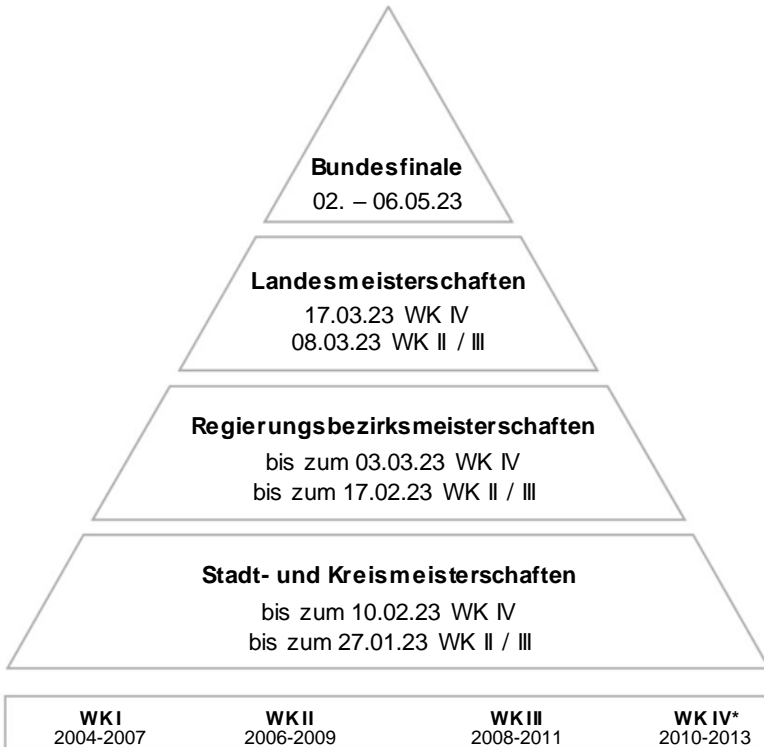 Bundesfinale
02. – 06.05.23
Landesmeisterschaften
17.03.23 WK IV
08.03.23 WK II / III
Regierungsbezirksmeisterschaften
bis zum 03.03.23 WK IV
bis zum 17.02.23 WK II / III
Stadt- und Kreismeisterschaften
bis zum 10.02.23 WK IV
bis zum 27.01.23 WK II / III
WK I WK II WK III WK IV*
2004-2007 2006-2009 2008-2011 2010-2013